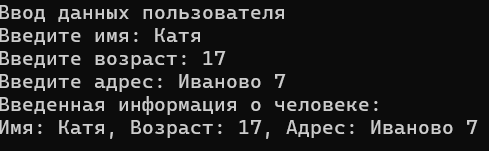 Ввод данных пользователя
Введите имя: Катя
Введите возраст: 17
Введите адрес: Иваново 7
Введенная информация о человеке:
Имя: Катя, Возраст: 17, Адрес: Иваново 7